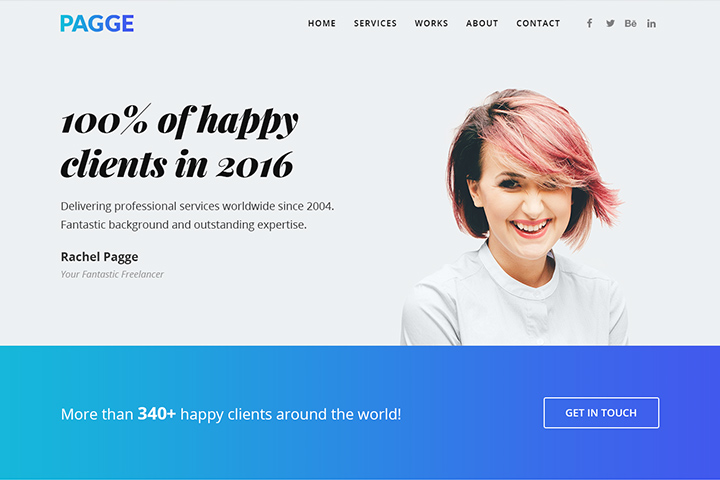 PAGGE
HOME SERVICES WORKS ABOUT CONTACT
Bē
in
100% of happy
clients in 2016
Delivering professional services worldwide since 2004.
Fantastic background and outstanding expertise.
Rachel Pagge
Your Fantastic Freelancer
More than 340+ happy clients around the world!
GET IN TOUCH